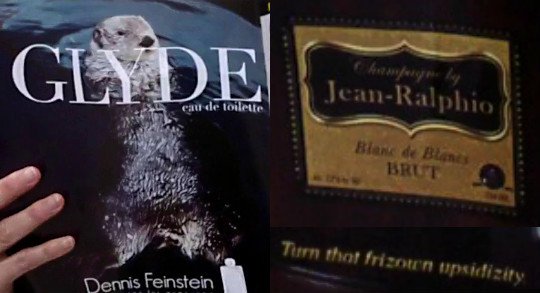 GLYDE
eau de toilette
Dennis Feinstein
Champagne by
Jean-Ralphio
Blanc de Blancs
BRUT
Turn that frizown upsidizity